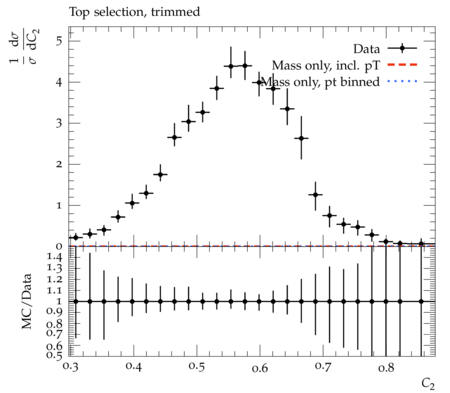 Top selection, trimmed
1/σ dσ/dC₂
5
4
3
2
1
0
Data
Mass only, incl. pT
Mass only, pt binned
MC/Data
1.4
1.3
1.2
1.1
1
0.9
0.8
0.7
0.6
0.5
0.3 0.4 0.5 0.6 0.7 0.8
C₂